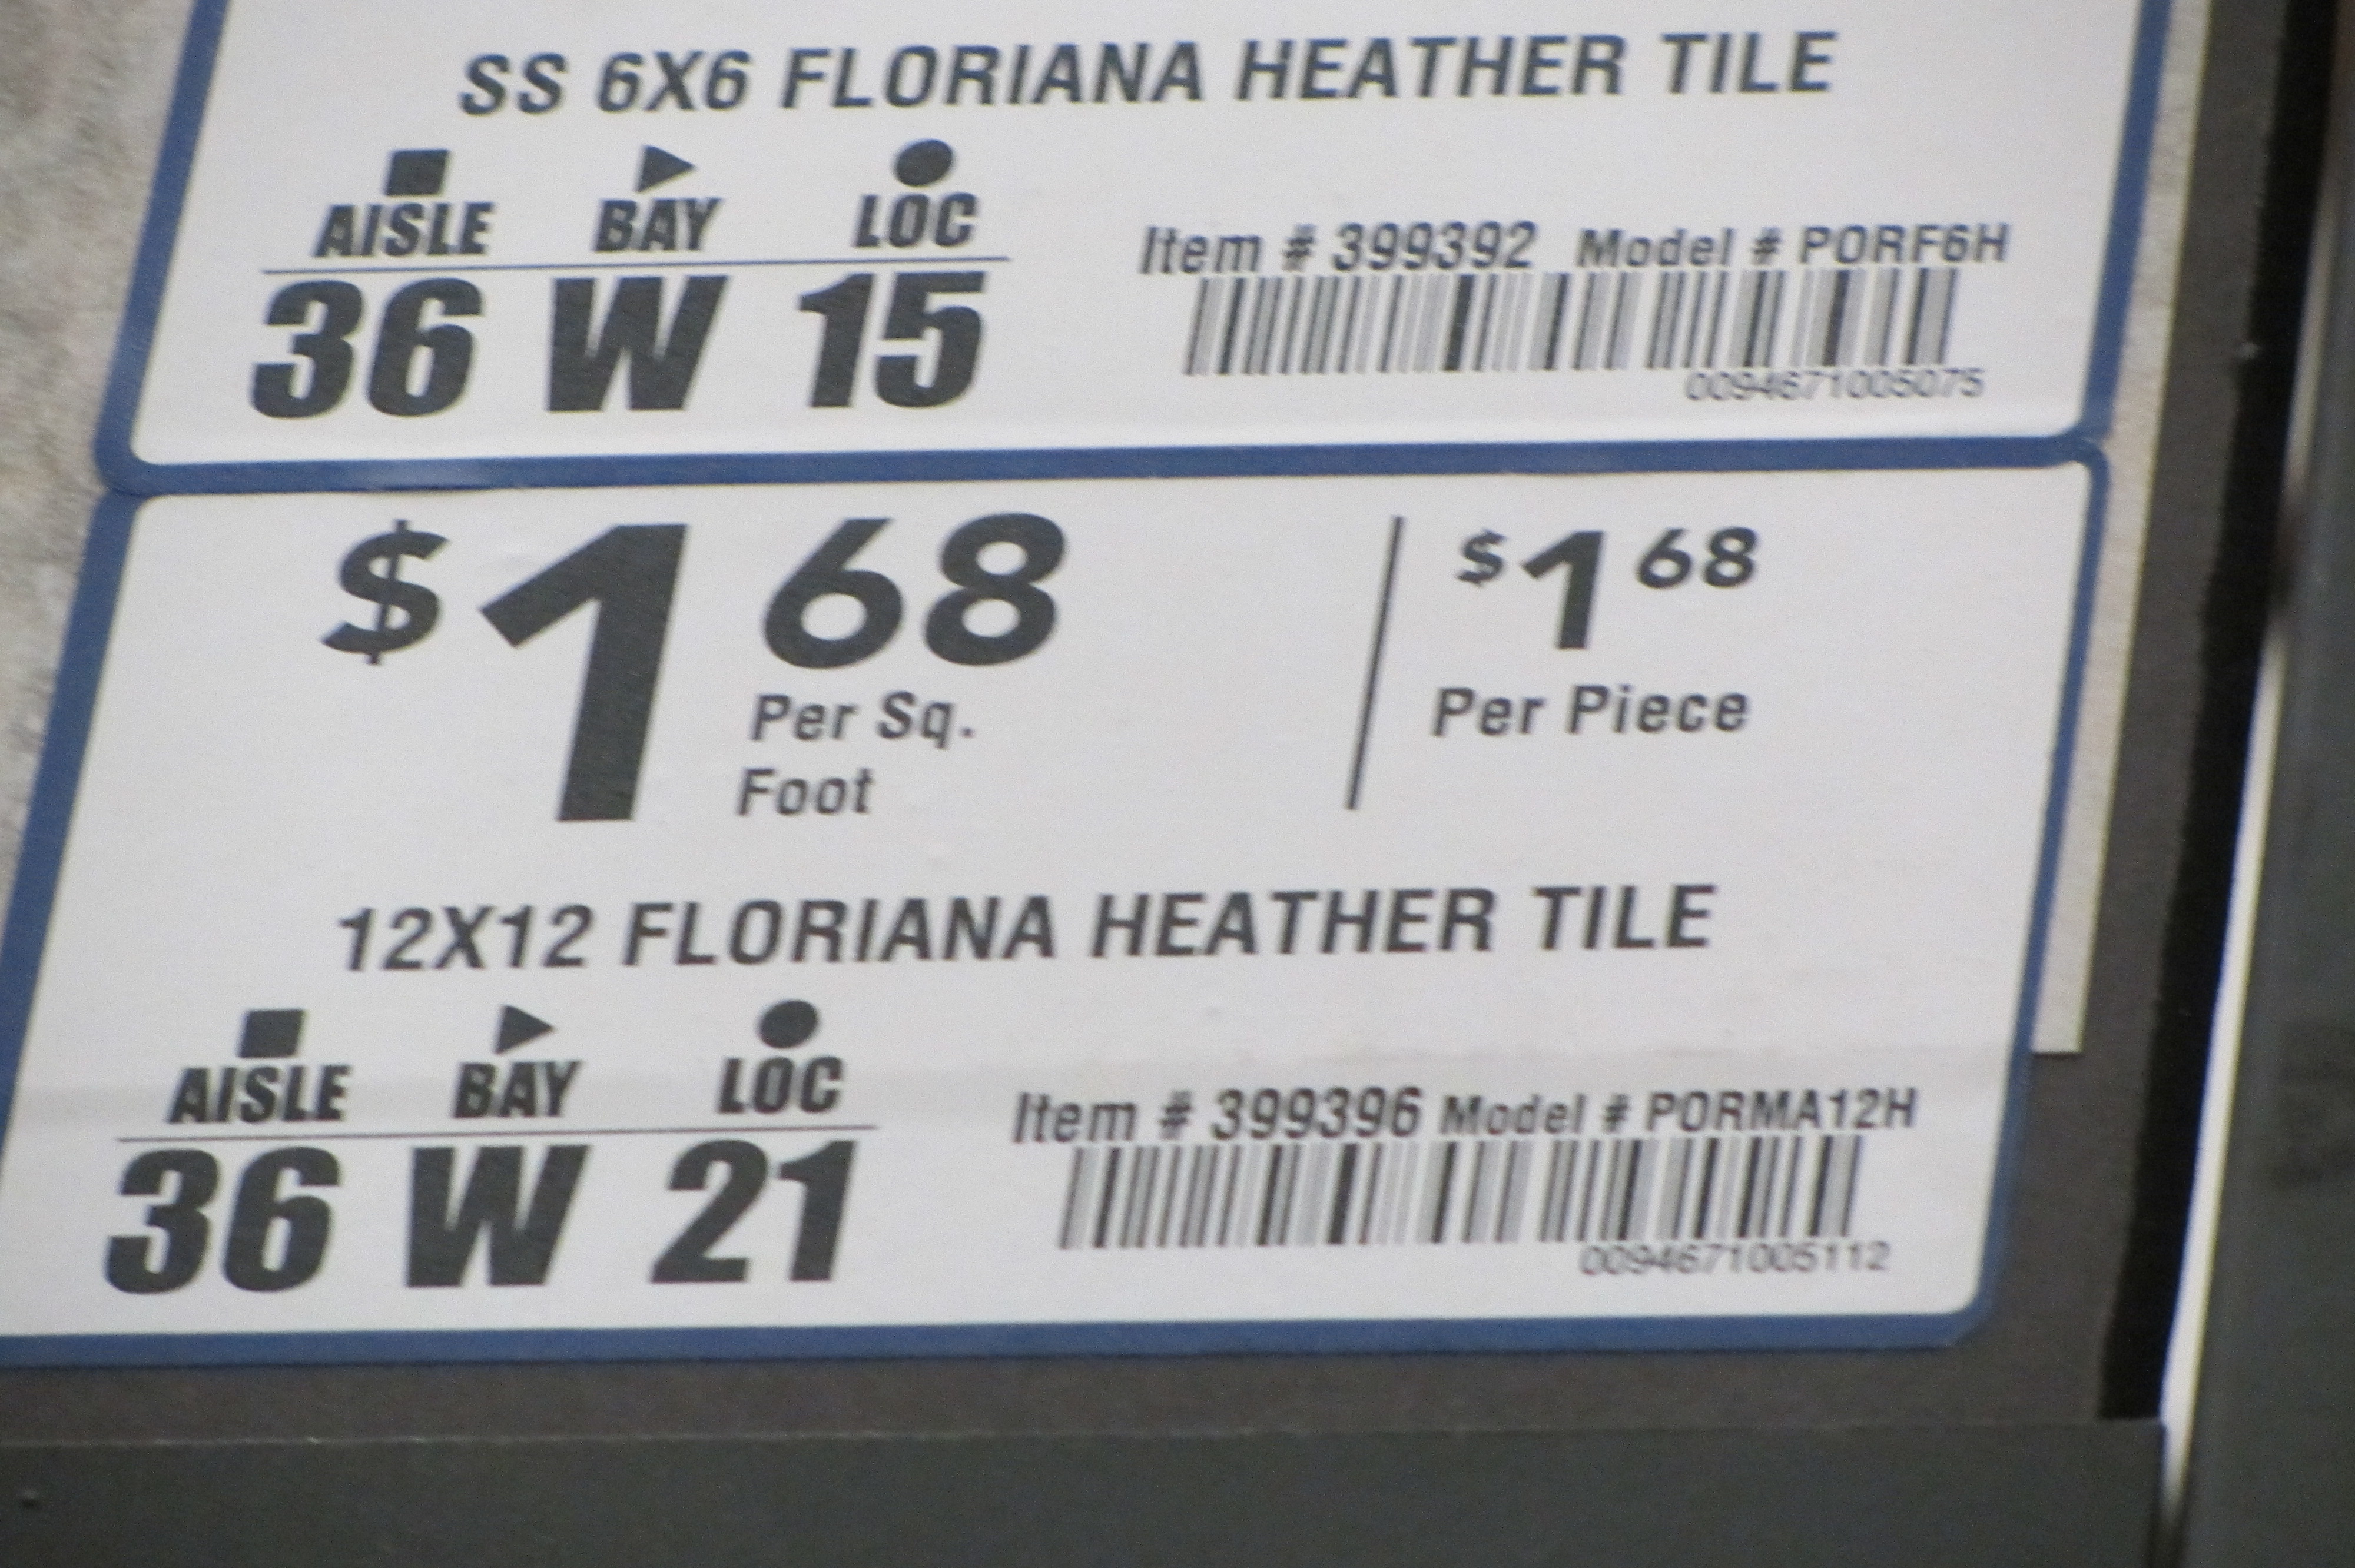 SS 6X6 FLORIANA HEATHER TILE
AISLE BAY LOC
36 W 15
Item # 399392 Model # PORF6H
0094671005075
$1 68 $1 68
Per Sq. Foot
Per Piece
12X12 FLORIANA HEATHER TILE
AISLE BAY LOC
36 W 21
Item # 399396 Model # PORMA12H
0094671005112